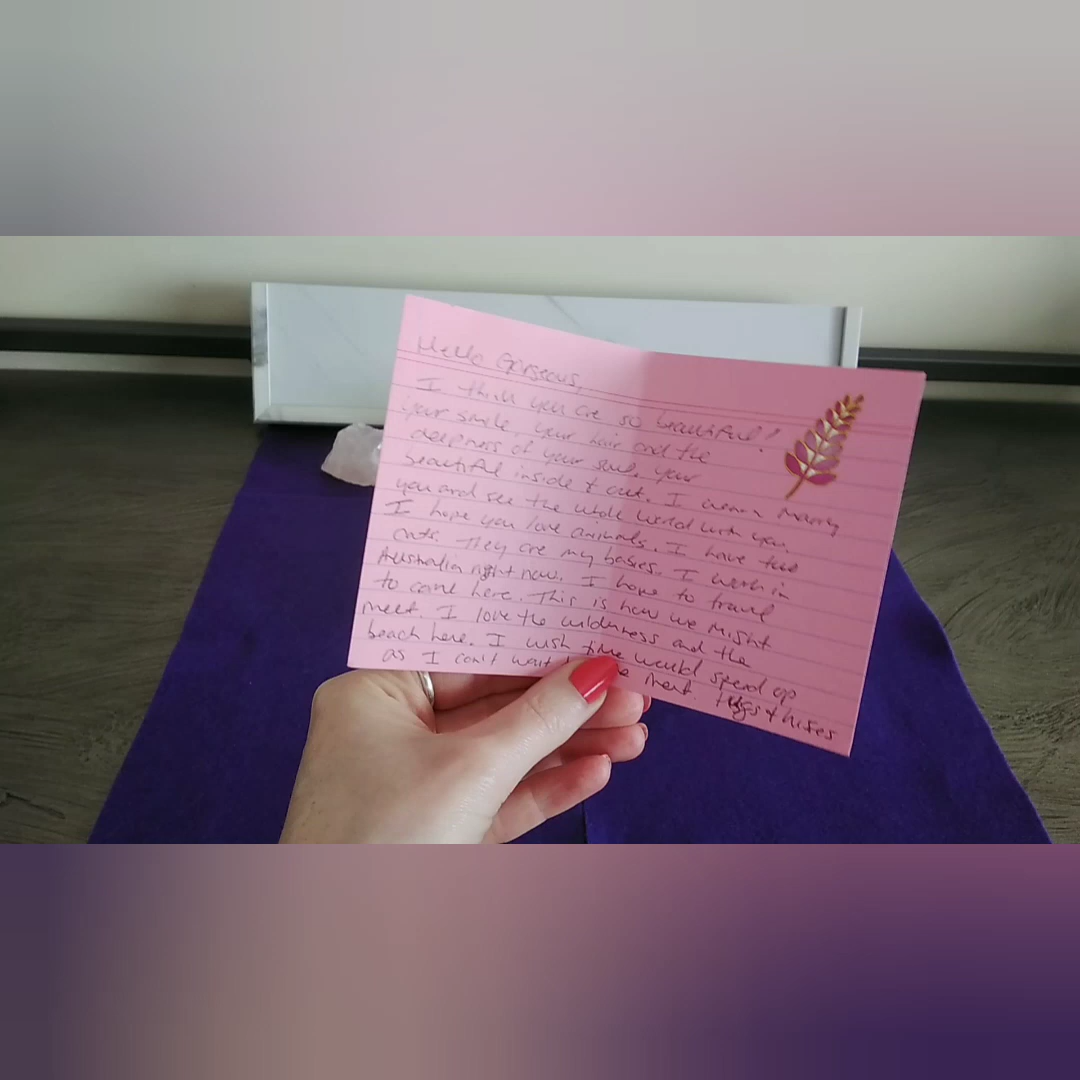 Hello Gorgeous,
I think you are so beautiful!
Your smile, your hair and the
deepness of your soul, your
beautiful inside & out. I wanna marry
you and see the whole world with you.
I hope you love animals. I have two
cats. They are my babies. I work in
Australia right now. I hope to travel
to come here. This is how we might
meet. I love the wilderness and the
beach here. I wish time would speed up
as I can't wait meet. Hugs & kisses